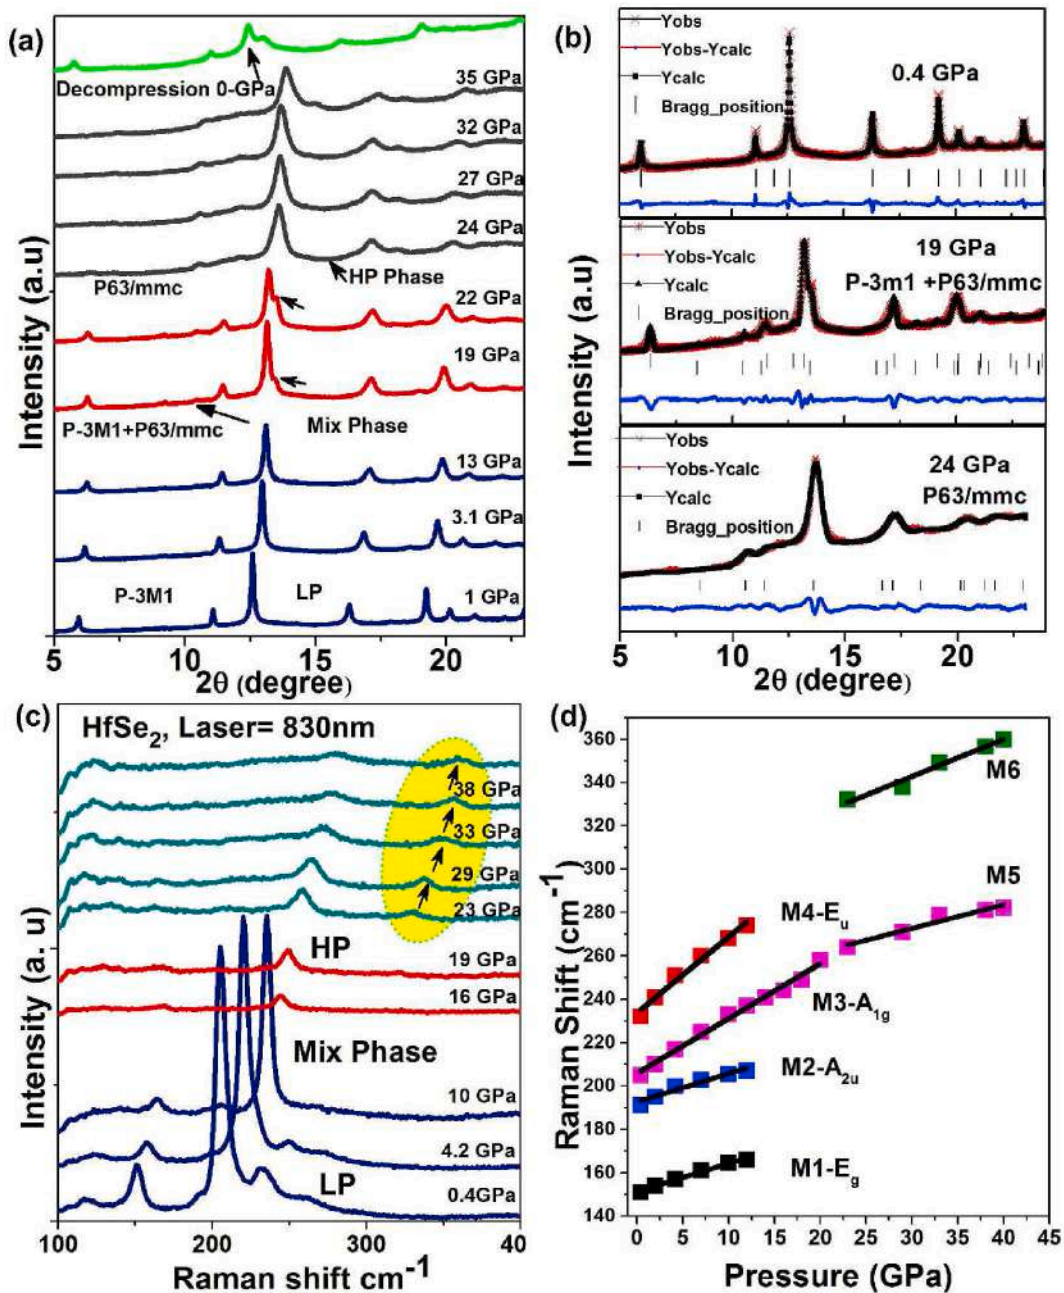 (a)
Decompression 0-GPa
35 GPa
32 GPa
27 GPa
24 GPa
P63/mmc
HP Phase
22 GPa
19 GPa
P-3M1+P63/mmc
Mix Phase
13 GPa
3.1 GPa
P-3M1
LP
1 GPa
Intensity (a.u)
5 10 15 20
2θ (degree)
(b)
Yobs
Yobs-Ycalc
Ycalc
Bragg_position
0.4 GPa
Yobs
Yobs-Ycalc
Ycalc
Bragg_position
19 GPa
P-3m1 +P63/mmc
Yobs
Yobs-Ycalc
Ycalc
Bragg_position
24 GPa
P63/mmc
Intensity (a.u)
5 10 15 20
2θ (degree)
(c)
HfSe2, Laser= 830nm
38 GPa
33 GPa
29 GPa
23 GPa
HP
19 GPa
16 GPa
Mix Phase
10 GPa
4.2 GPa
LP
0.4GPa
Intensity (a. u)
100 150 200 250 300 350 40
Raman shift cm-1
(d)
360
340
320
300
280
260
240
220
200
180
160
140
M6
M5
M4-Eu
M3-A1g
M2-A2u
M1-Eg
Raman Shift (cm-1)
0 5 10 15 20 25 30 35 40 45
Pressure (GPa)